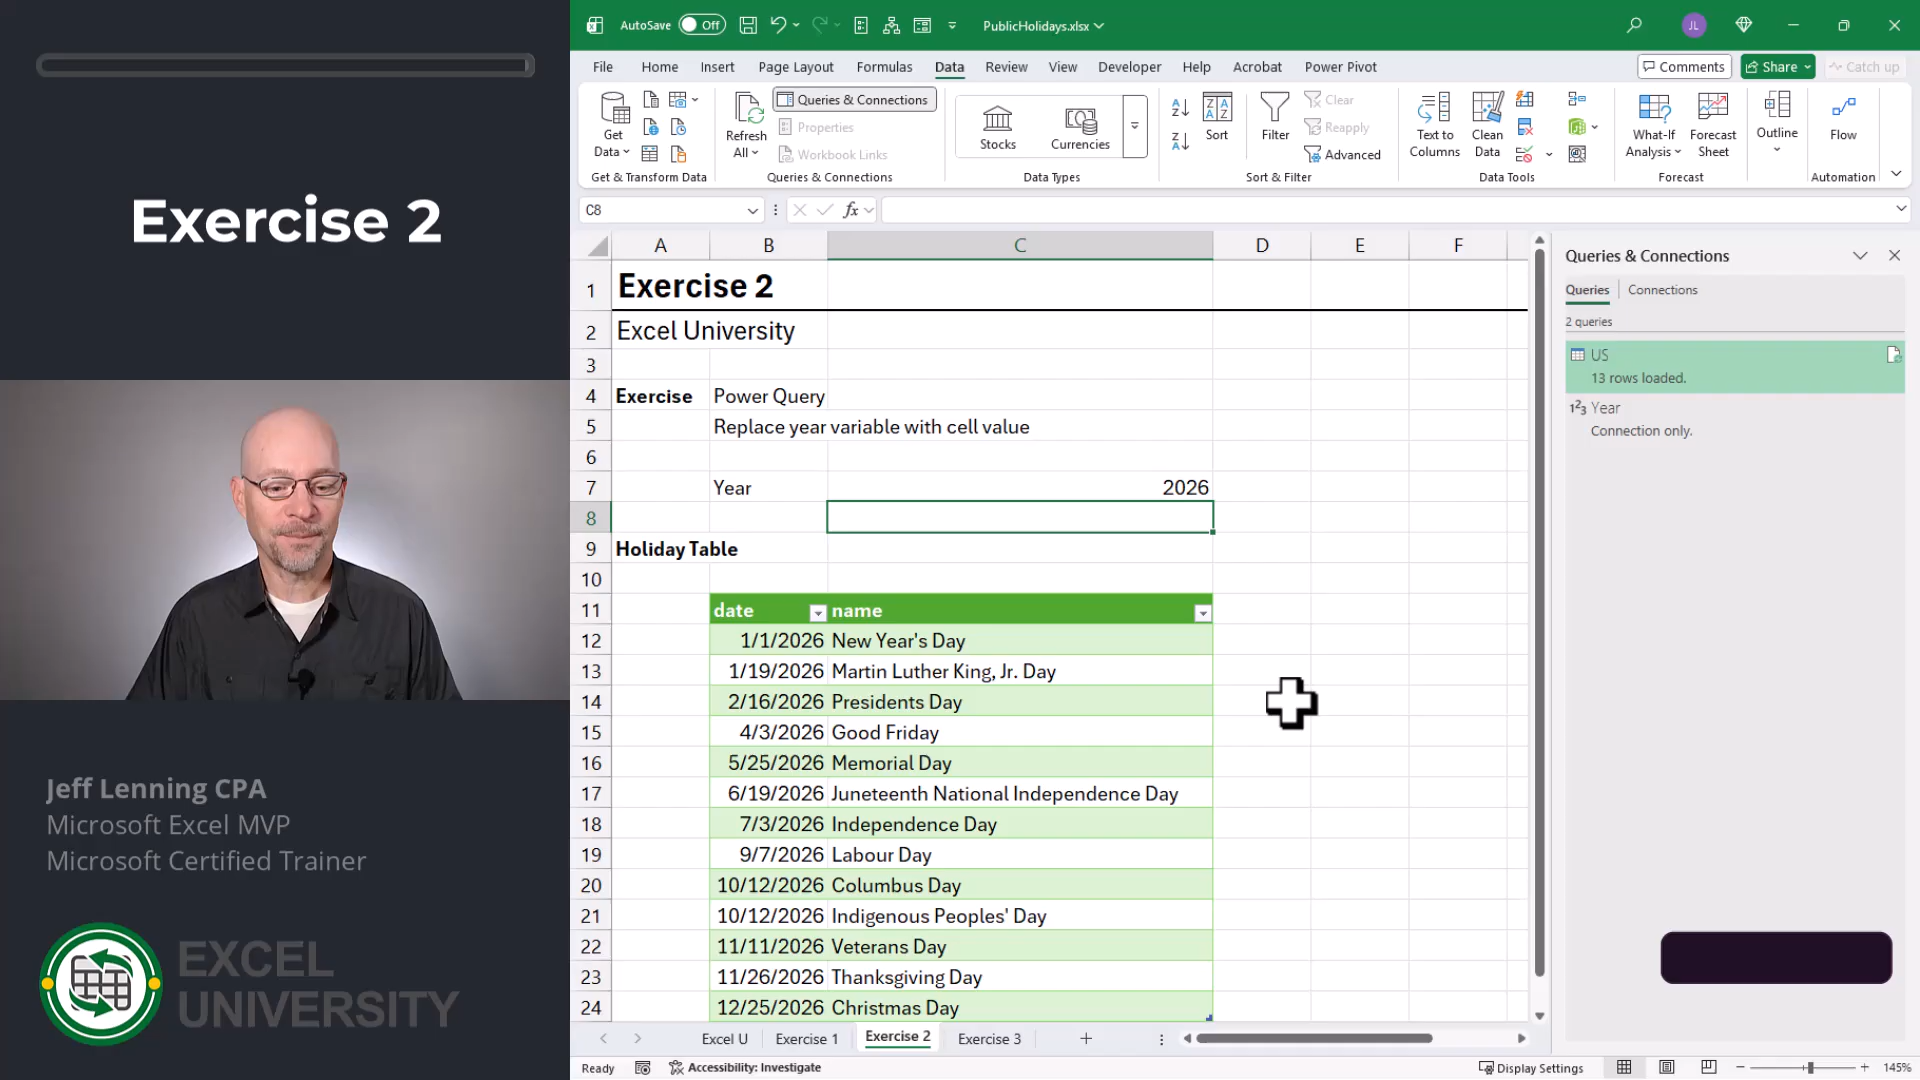 Exercise 2
Jeff Lenning CPA
Microsoft Excel MVP
Microsoft Certified Trainer
EXCEL
UNIVERSITY
AutoSave Off
PublicHolidays.xlsx
JL
File Home Insert Page Layout Formulas Data Review View Developer Help Acrobat Power Pivot
Comments Share Catch up
Get Data
Get & Transform Data
Refresh All
Queries & Connections
Properties
Workbook Links
Queries & Connections
Stocks
Currencies
Data Types
Sort
Filter
Clear
Reapply
Advanced
Sort & Filter
Text to Columns
Clean Data
Data Tools
What-If Analysis
Forecast Sheet
Forecast
Outline
Flow
Automation
C8
fx
A B C D E F
1 Exercise 2
2 Excel University
3
4 Exercise Power Query
5 Replace year variable with cell value
6
7 Year 2026
8
9 Holiday Table
10
11 date name
12 1/1/2026 New Year's Day
13 1/19/2026 Martin Luther King, Jr. Day
14 2/16/2026 Presidents Day
15 4/3/2026 Good Friday
16 5/25/2026 Memorial Day
17 6/19/2026 Juneteenth National Independence Day
18 7/3/2026 Independence Day
19 9/7/2026 Labour Day
20 10/12/2026 Columbus Day
21 10/12/2026 Indigenous Peoples' Day
22 11/11/2026 Veterans Day
23 11/26/2026 Thanksgiving Day
24 12/25/2026 Christmas Day
Queries & Connections
Queries Connections
2 queries
US
13 rows loaded.
123 Year
Connection only.
Excel U Exercise 1 Exercise 2 Exercise 3
Ready
Accessibility: Investigate
Display Settings
145%